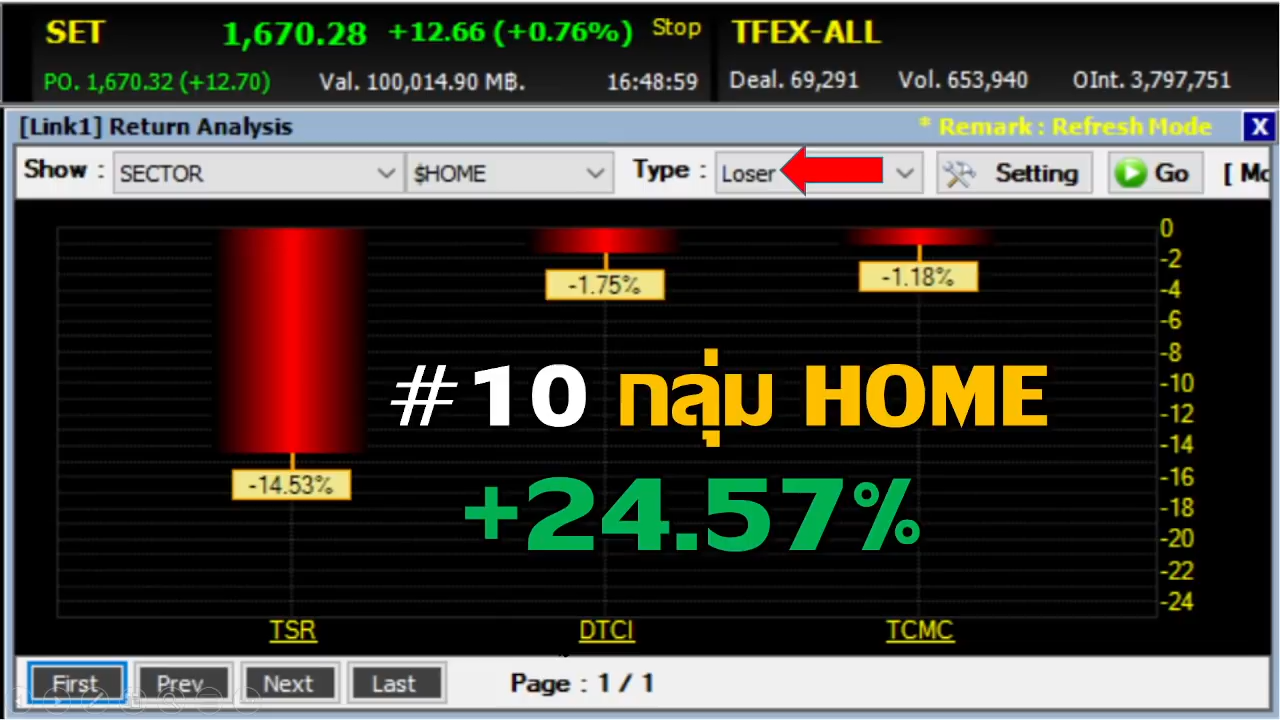 SET 1,670.28 +12.66 (+0.76%) Stop TFEX-ALL
PO. 1,670.32 (+12.70) Val. 100,014.90 M฿. 16:48:59 Deal. 69,291 Vol. 653,940 OInt. 3,797,751
[Link1] Return Analysis * Remark : Refresh Mode X
Show : SECTOR $HOME Type : Loser Setting Go [ Mo
0
-2
-4
-6
-8
-10
-12
-14
-16
-18
-20
-22
-24
-14.53%
-1.75%
-1.18%
#10 กลุ่ม HOME
+24.57%
TSR DTCI TCMC
First Prev Next Last Page : 1 / 1